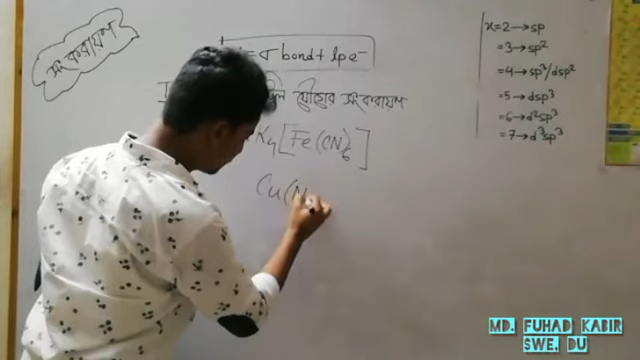 সংকরায়ণ
= σ bond + lp e⁻
যৌগের সংকরায়ণ
K₄[Fe(CN)₆]
Cu(N
x=2→sp
=3→sp²
=4→sp³/dsp²
=5→dsp³
=6→d²sp³
=7→d³sp³
MD. FUHAD KABIR
SWE, DU